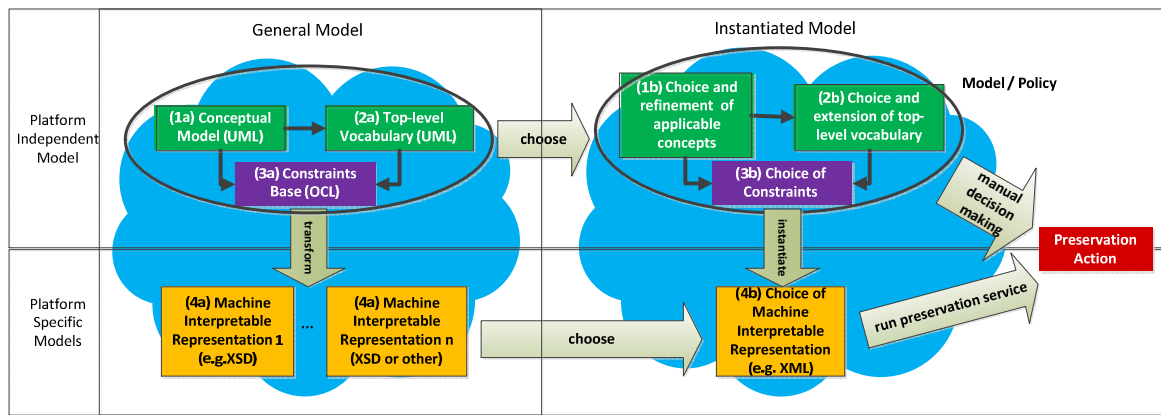 General Model
Instantiated Model
Platform
Independent
Model
(1a) Conceptual
Model (UML)
(2a) Top-level
Vocabulary (UML)
(3a) Constraints
Base (OCL)
choose
(1b) Choice and
refinement of
applicable
concepts
(2b) Choice and
extension of top-
level vocabulary
(3b) Choice
of Constraints
Model / Policy
transform
instantiate
manual
decision
making
Preservation
Action
Platform
Specific
Models
(4a) Machine
Interpretable
Representation 1
(e.g.XSD)
...
(4a) Machine
Interpretable
Representation n
(XSD or other)
choose
(4b) Choice of
Machine
Interpretable
Representation
(e.g. XML)
run preservation service